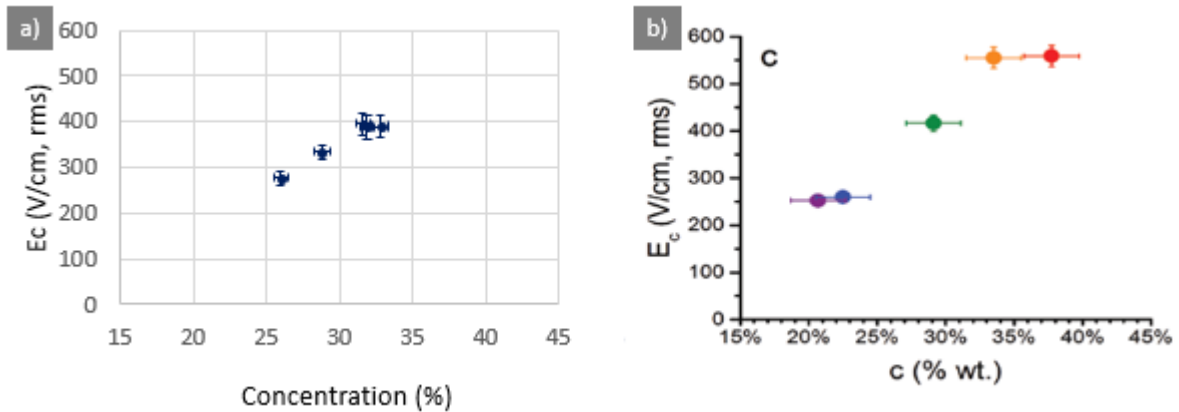 a)
600
500
400
300
200
100
0
Ec (V/cm, rms)
15 20 25 30 35 40 45
Concentration (%)
b)
C
600
500
400
300
200
100
0
E_c (V/cm, rms)
15% 20% 25% 30% 35% 40% 45%
c (% wt.)